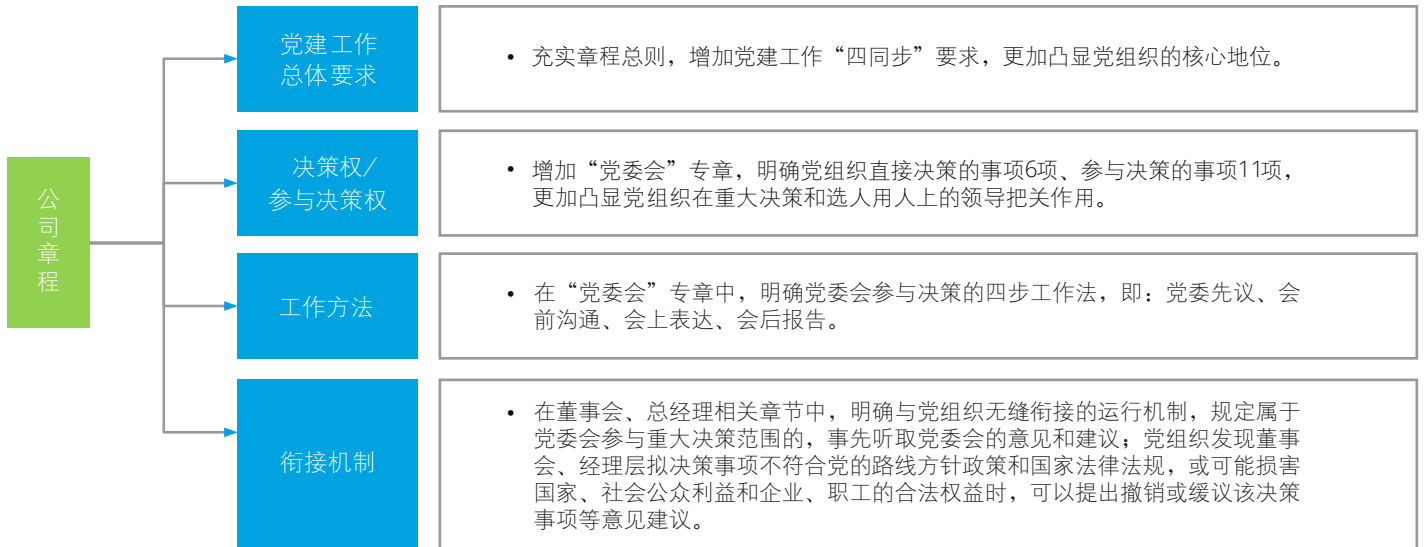 公司章程
党建工作
总体要求
• 充实章程总则，增加党建工作“四同步”要求，更加凸显党组织的核心地位。
决策权/
参与决策权
• 增加“党委会”专章，明确党组织直接决策的事项6项、参与决策的事项11项，
更加凸显党组织在重大决策和选人用人上的领导把关作用。
工作方法
• 在“党委会”专章中，明确党委会参与决策的四步工作法，即：党委先议、会
前沟通、会上表达、会后报告。
衔接机制
• 在董事会、总经理相关章节中，明确与党组织无缝衔接的运行机制，规定属于
党委会参与重大决策范围的，事先听取党委会的意见和建议；党组织发现董事
会、经理层拟决策事项不符合党的路线方针政策和国家法律法规，或可能损害
国家、社会公众利益和企业、职工的合法权益时，可以提出撤销或缓议该决策
事项等意见建议。